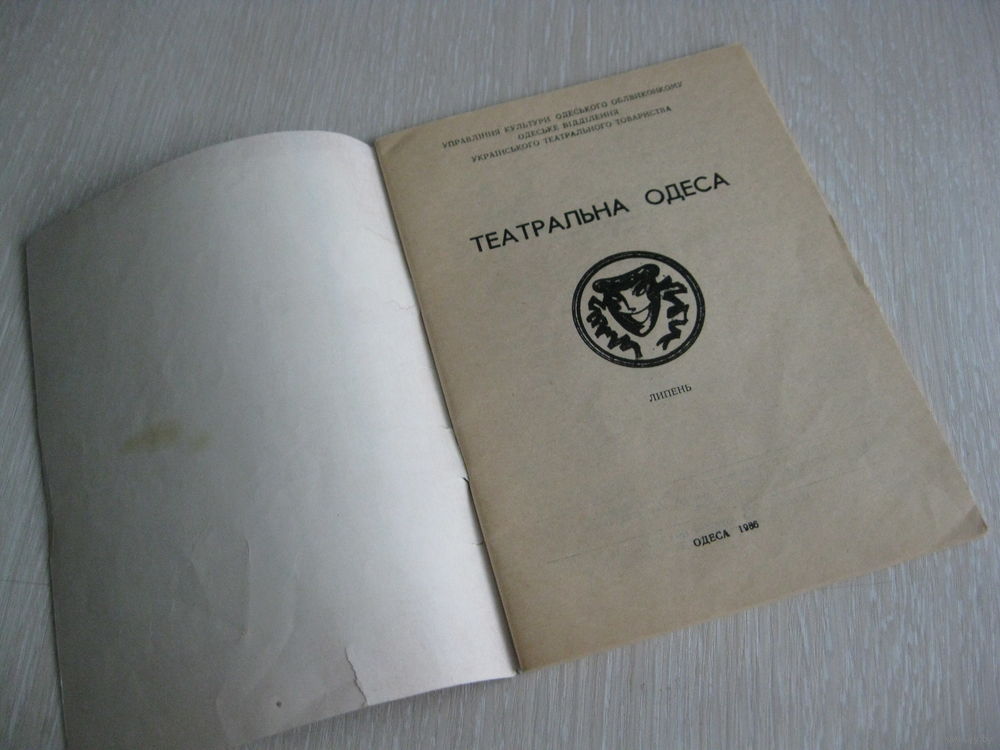 УПРАВЛІННЯ КУЛЬТУРИ ОДЕСЬКОГО ОБЛВИКОНКОМУ
ОДЕСЬКЕ ВІДДІЛЕННЯ
УКРАЇНСЬКОГО ТЕАТРАЛЬНОГО ТОВАРИСТВА
ТЕАТРАЛЬНА ОДЕСА
ЛИПЕНЬ
ОДЕСА 1986